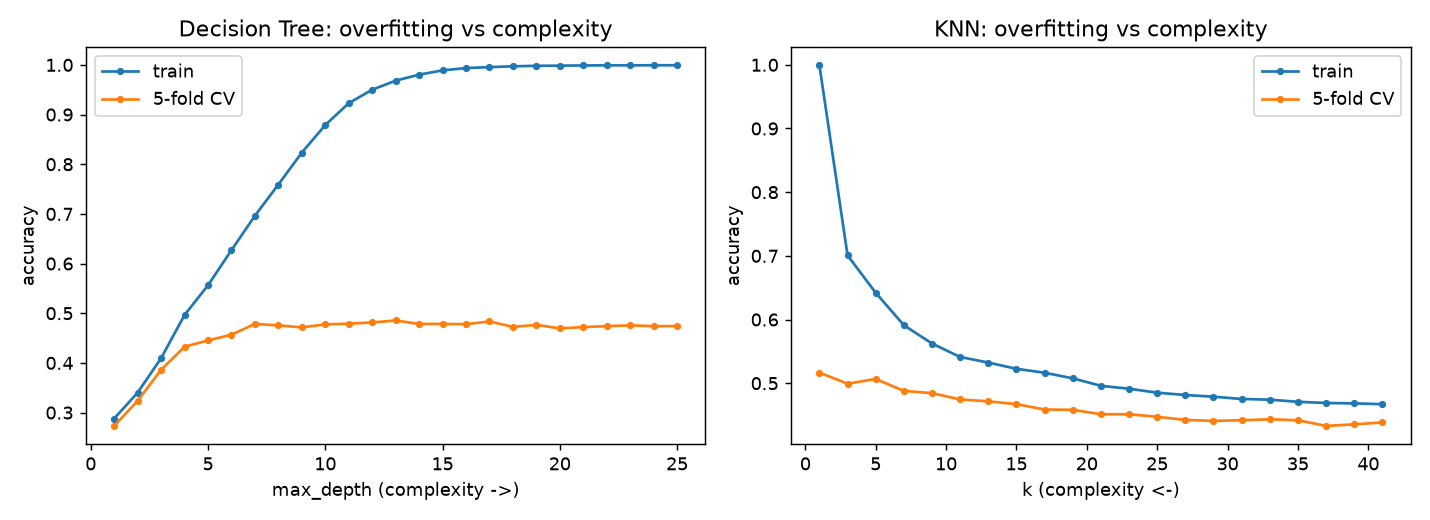 Decision Tree: overfitting vs complexity
train
5-fold CV
accuracy
1.0
0.9
0.8
0.7
0.6
0.5
0.4
0.3
0 5 10 15 20 25
max_depth (complexity ->)
KNN: overfitting vs complexity
train
5-fold CV
accuracy
1.0
0.9
0.8
0.7
0.6
0.5
0 5 10 15 20 25 30 35 40
k (complexity <-)